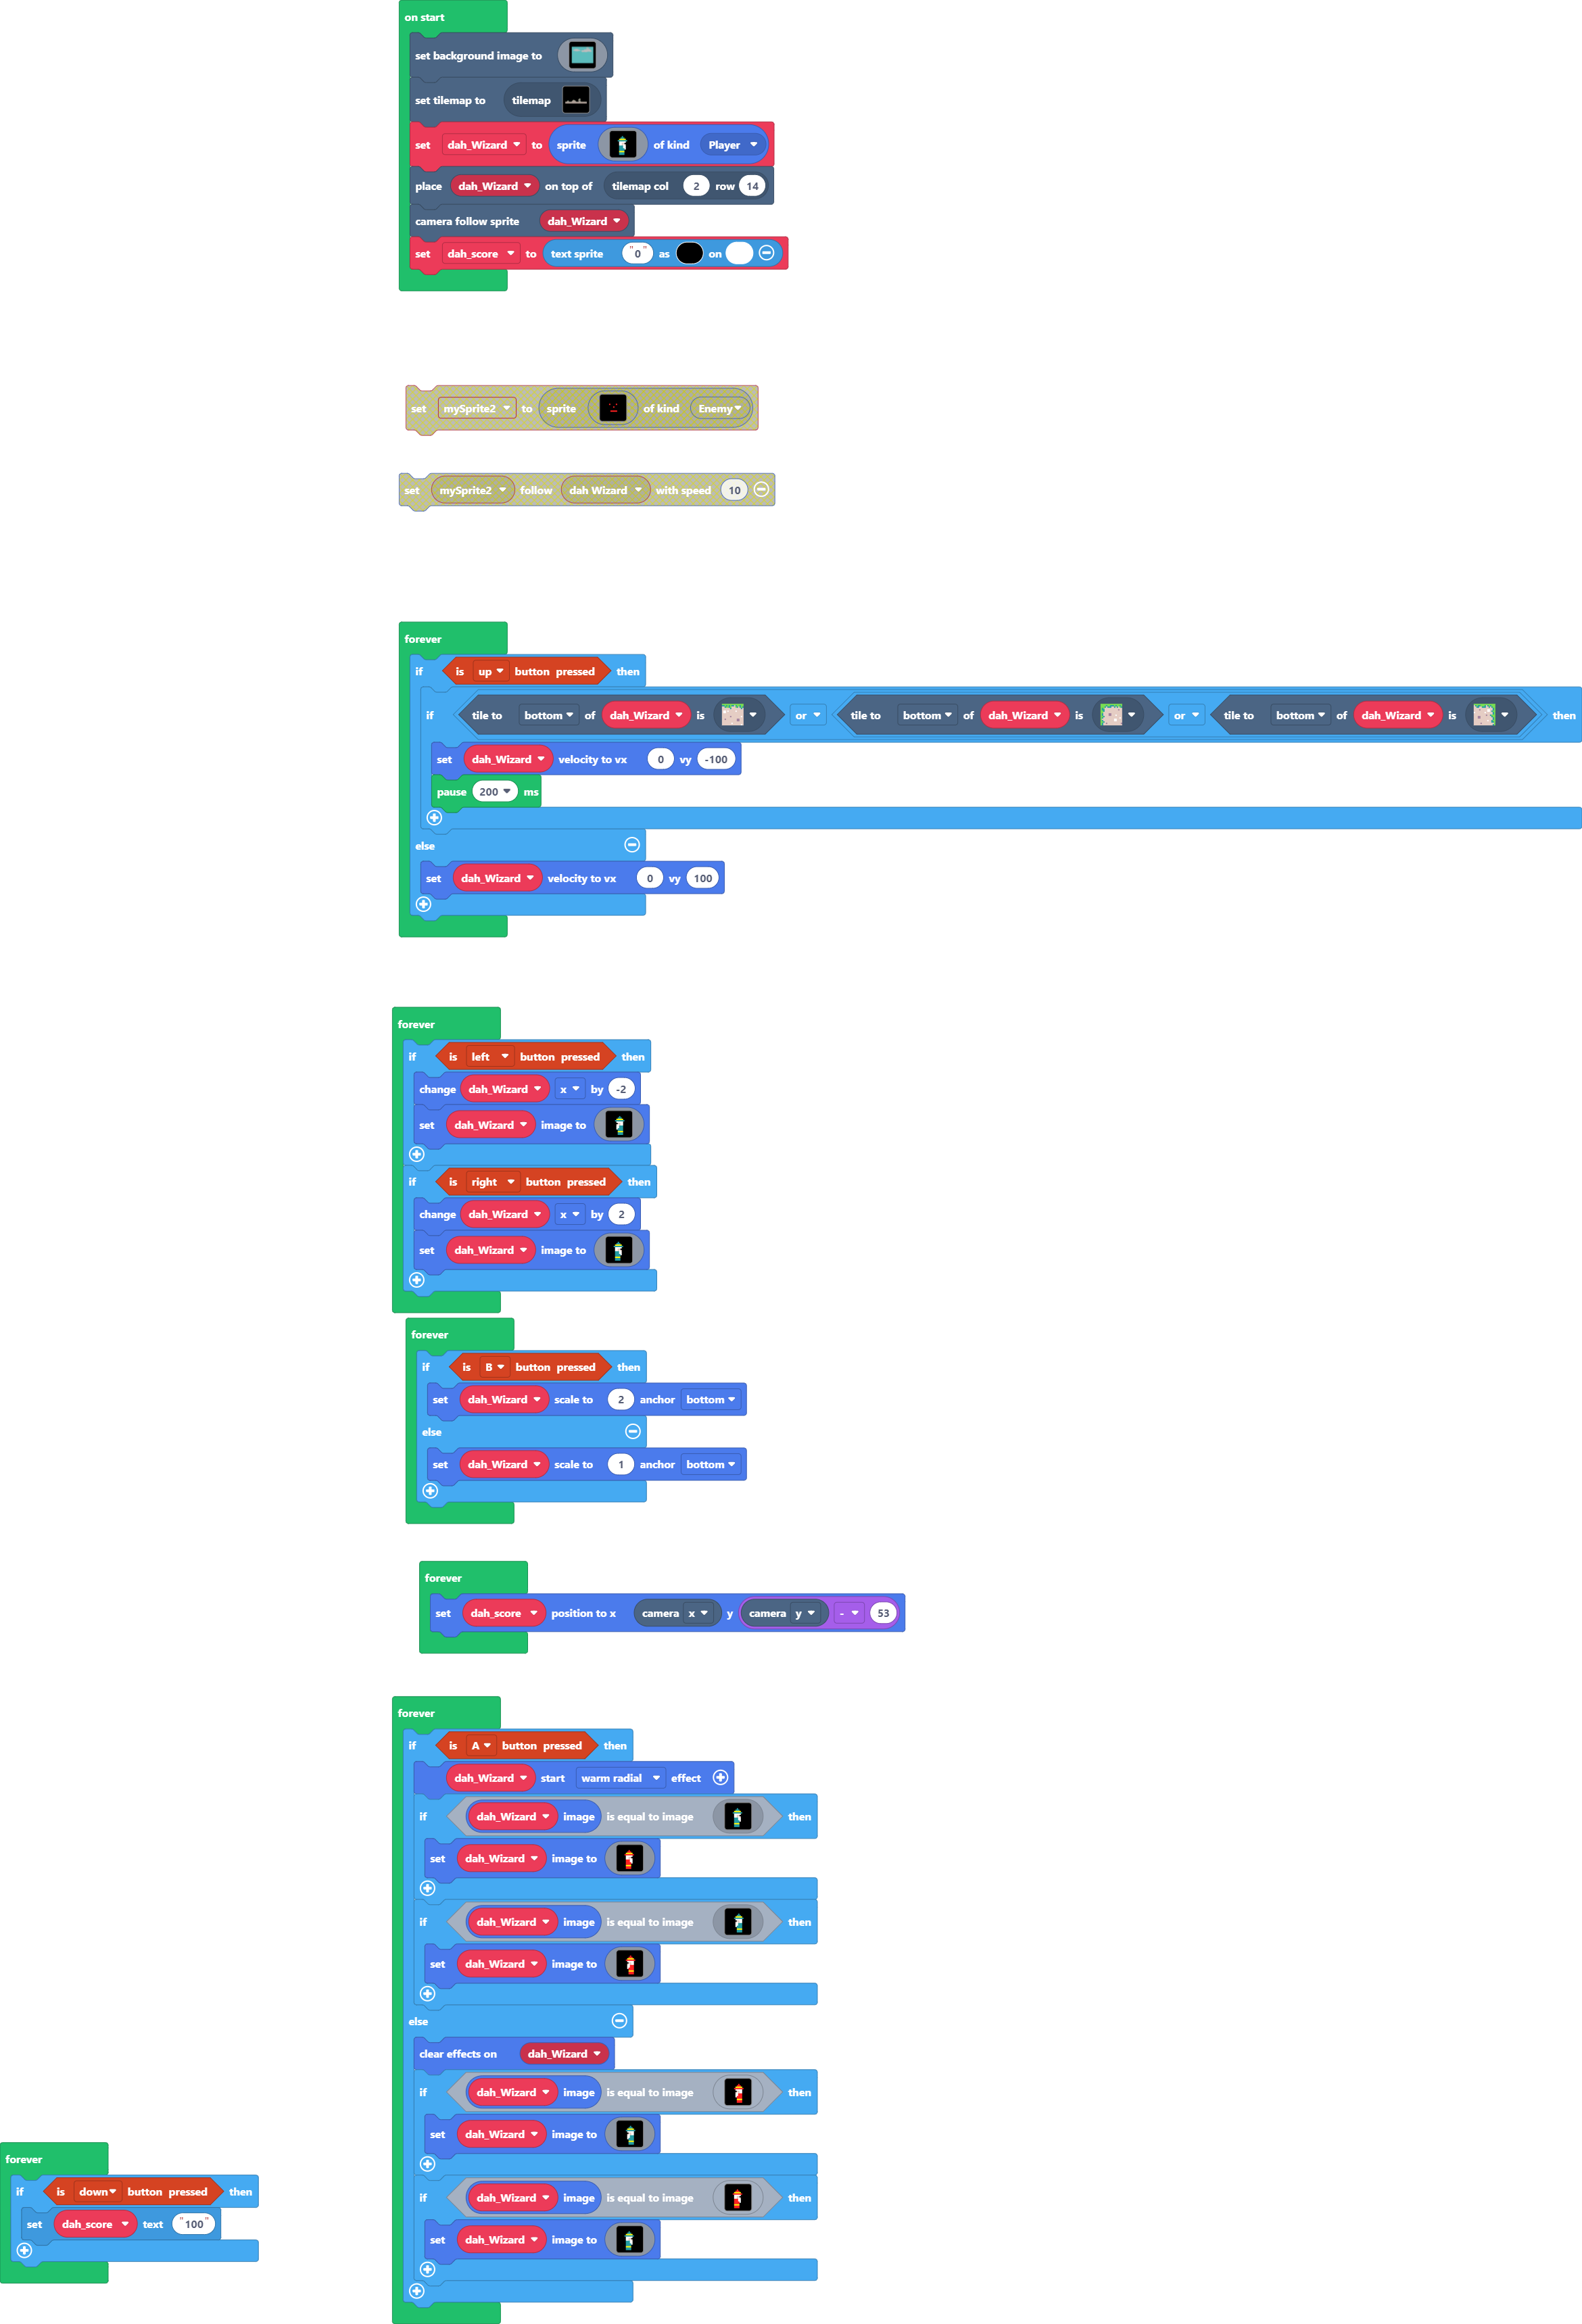 on start
set background image to
set tilemap to tilemap
set dah_Wizard to sprite of kind Player
place dah_Wizard on top of tilemap col 2 row 14
camera follow sprite dah_Wizard
set dah_score to text sprite "0" as on
set mySprite2 to sprite of kind Enemy
set mySprite2 follow dah Wizard with speed 10
forever
if is up button pressed then
if tile to bottom of dah_Wizard is or tile to bottom of dah_Wizard is or tile to bottom of dah_Wizard is then
set dah_Wizard velocity to vx 0 vy -100
pause 200 ms
else
set dah_Wizard velocity to vx 0 vy 100
forever
if is left button pressed then
change dah_Wizard x by -2
set dah_Wizard image to
if is right button pressed then
change dah_Wizard x by 2
set dah_Wizard image to
forever
if is B button pressed then
set dah_Wizard scale to 2 anchor bottom
else
set dah_Wizard scale to 1 anchor bottom
forever
set dah_score position to x camera x y camera y - 53
forever
if is A button pressed then
dah_Wizard start warm radial effect
if dah_Wizard image is equal to image then
set dah_Wizard image to
if dah_Wizard image is equal to image then
set dah_Wizard image to
else
clear effects on dah_Wizard
if dah_Wizard image is equal to image then
set dah_Wizard image to
if dah_Wizard image is equal to image then
set dah_Wizard image to
forever
if is down button pressed then
set dah_score text "100"